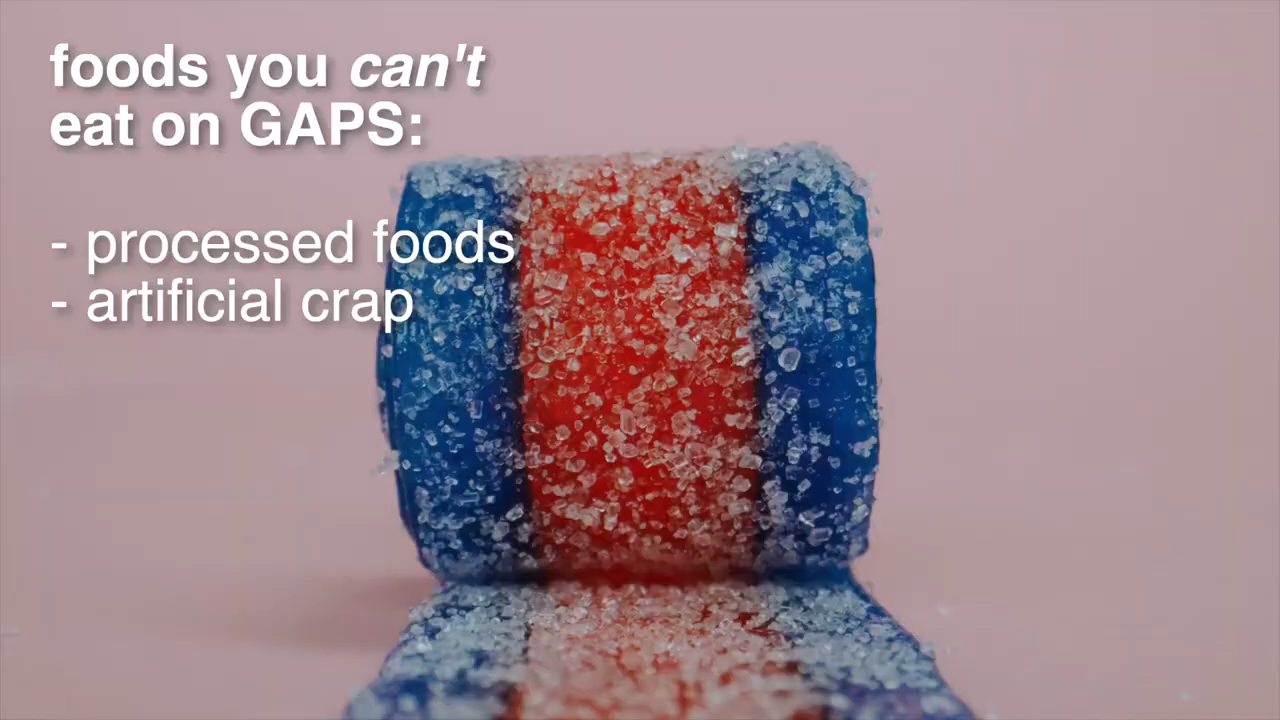 foods you can't
eat on GAPS:
- processed foods
- artificial crap